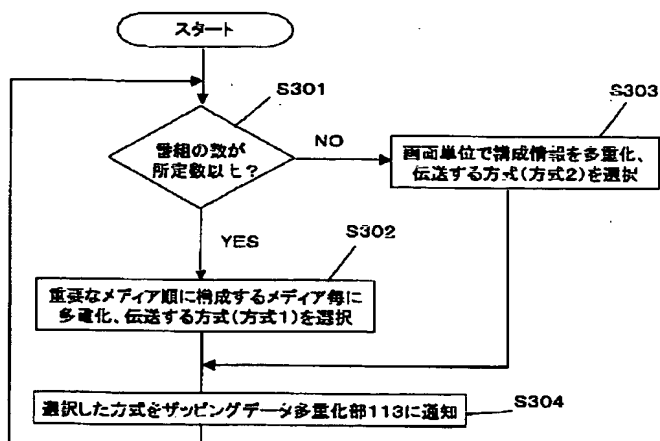 スタート
S301
番組の数が
所定数以上?
NO
S303
画面単位で構成情報を多重化、
伝送する方式(方式2)を選択
YES
S302
重要なメディア順に構成するメディア毎に
多重化、伝送する方式(方式1)を選択
S304
選択した方式をザッピングデータ多重化部113に通知